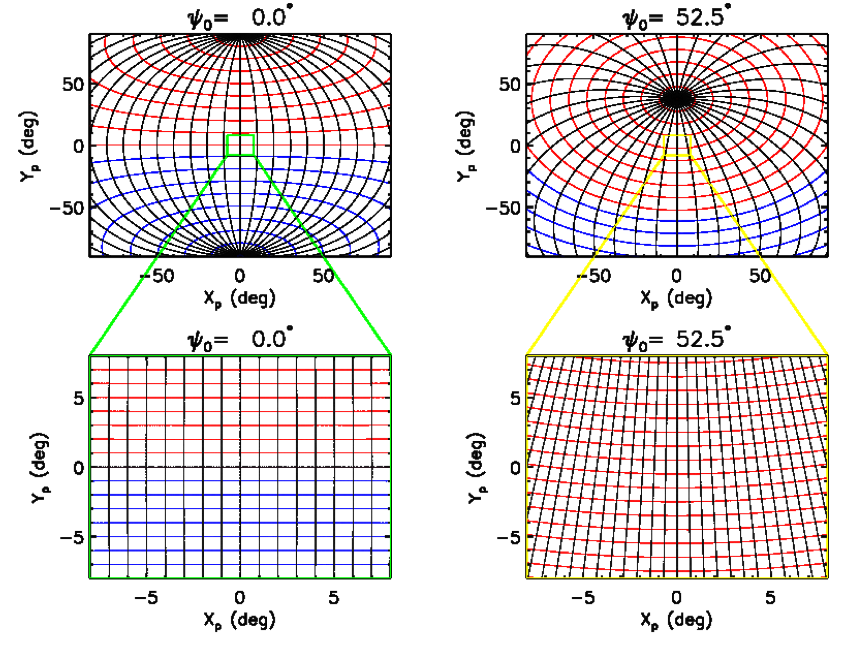 ψ₀= 0.0°
50
0
−50
Yₚ (deg)
−50 0 50
Xₚ (deg)
ψ₀= 52.5°
50
0
−50
Yₚ (deg)
−50 0 50
Xₚ (deg)
ψ₀= 0.0°
5
0
−5
Yₚ (deg)
−5 0 5
Xₚ (deg)
ψ₀= 52.5°
5
0
−5
Yₚ (deg)
−5 0 5
Xₚ (deg)